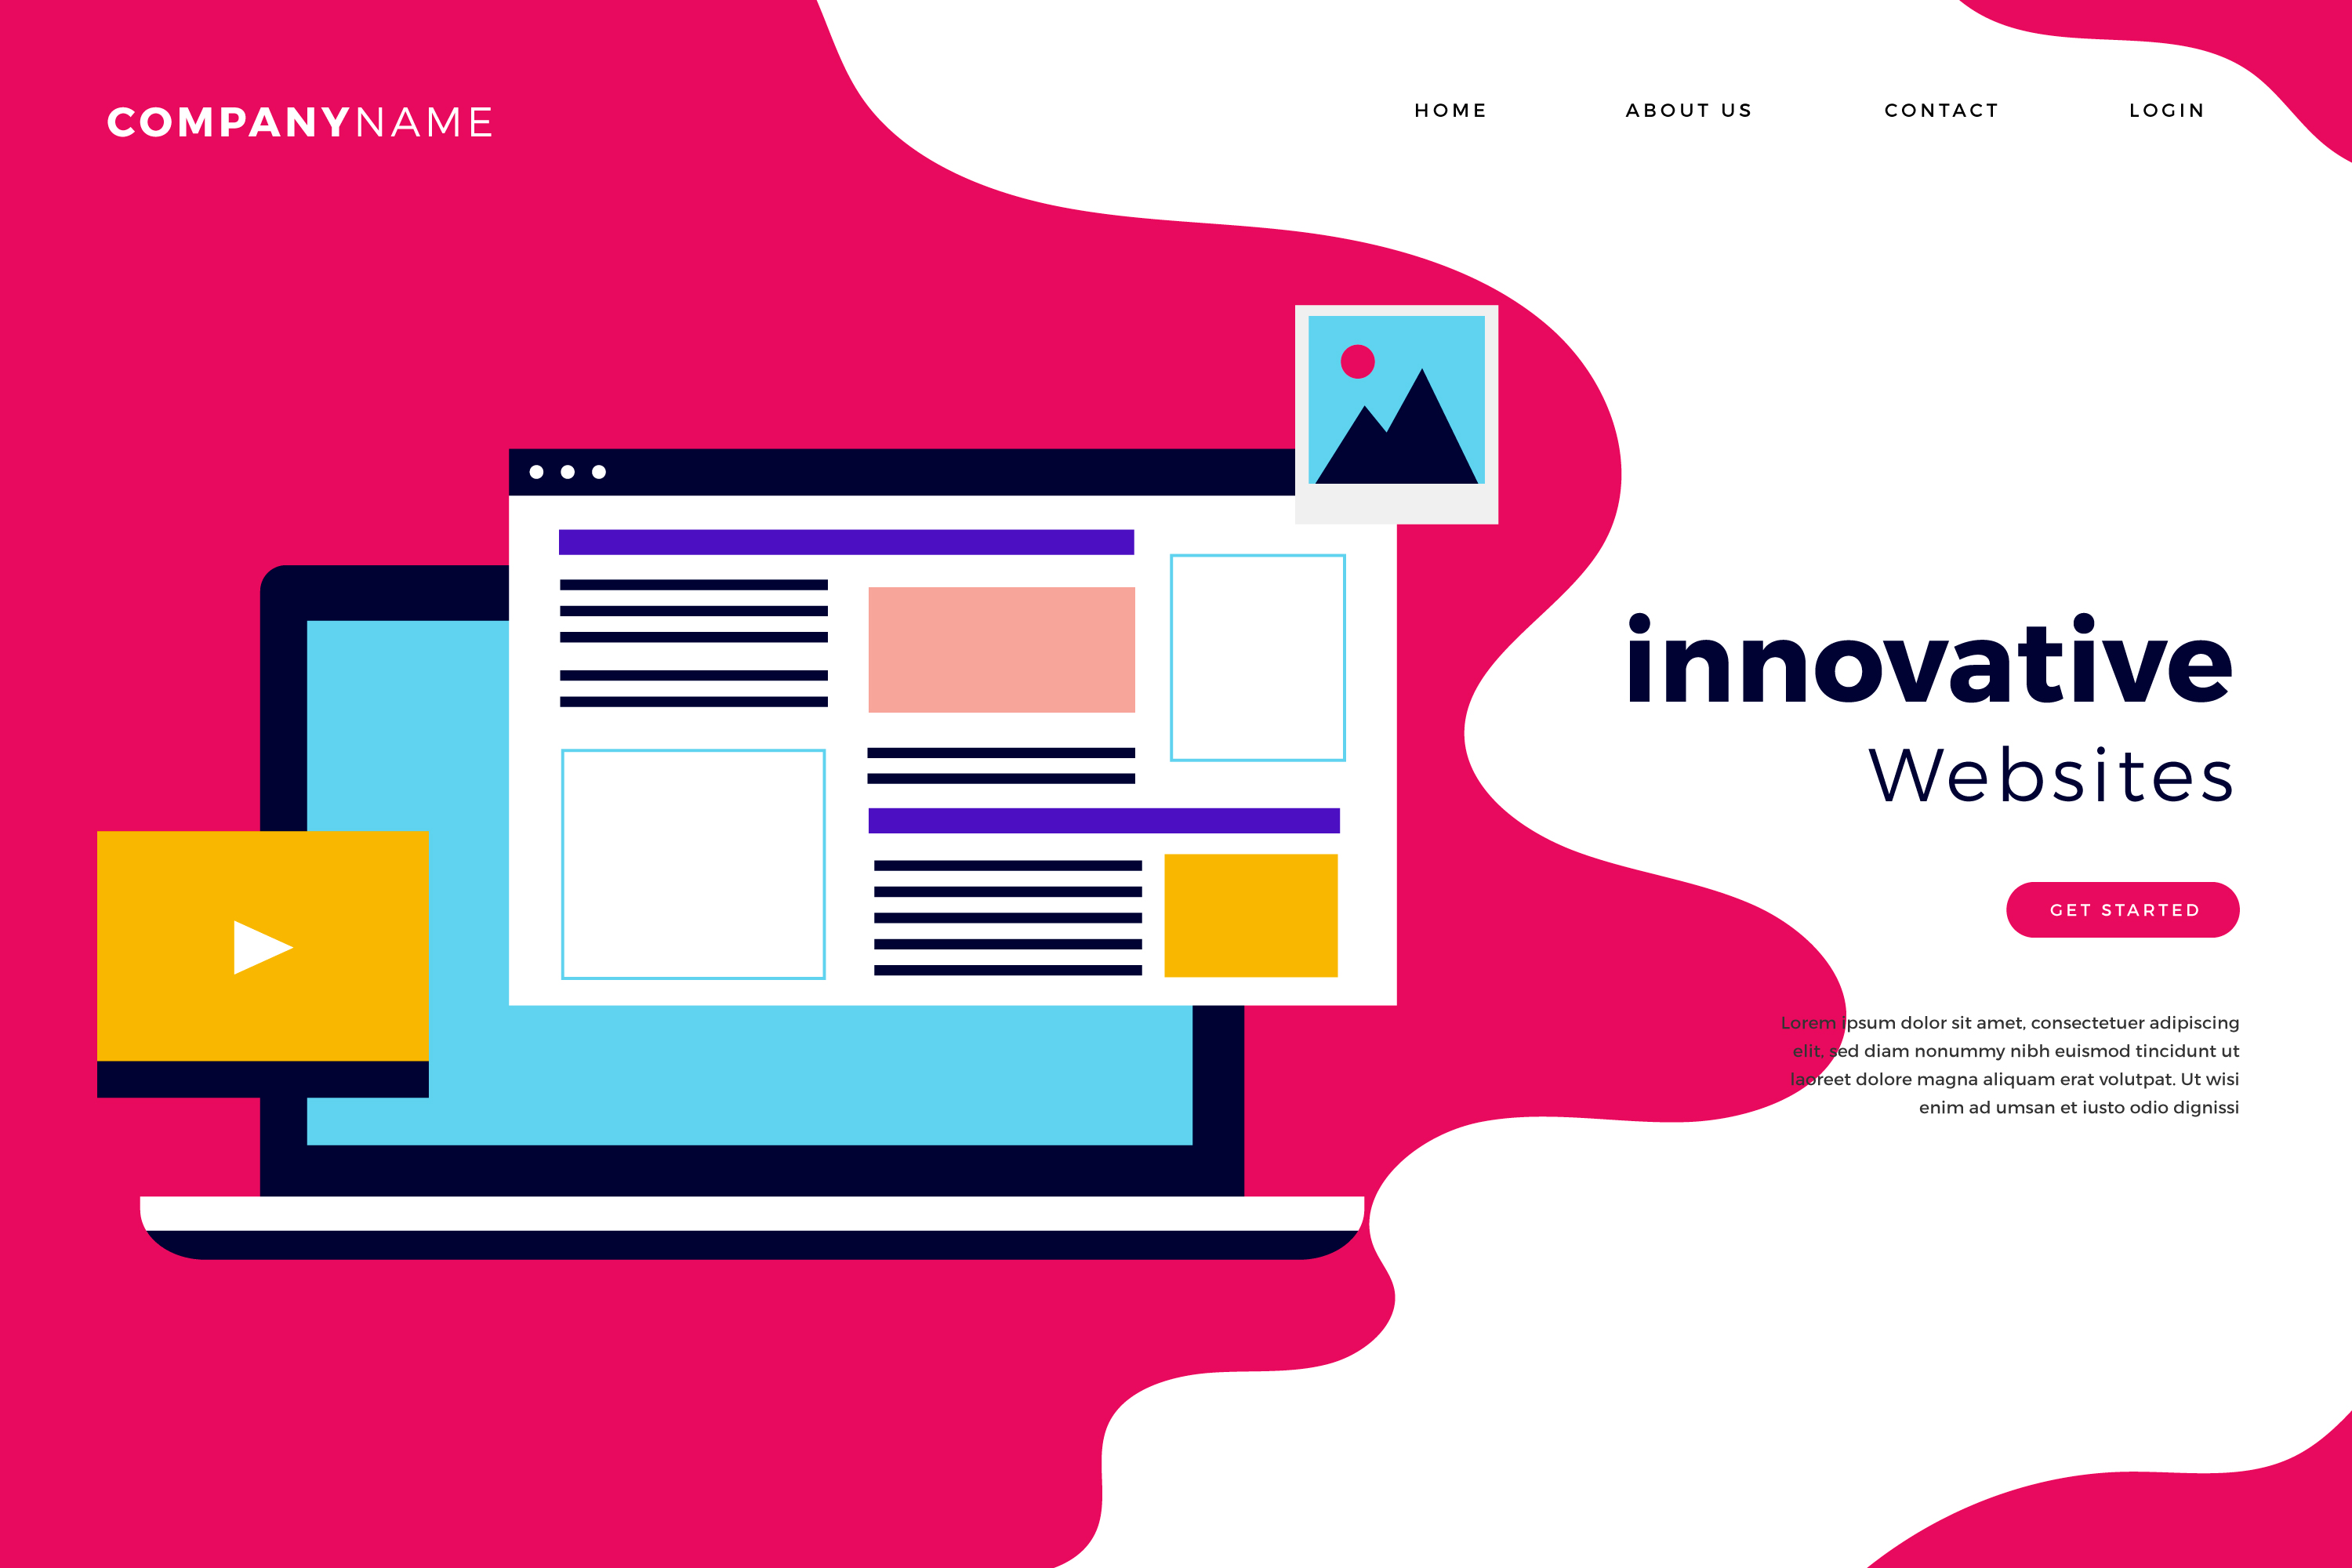 COMPANYNAME
HOME
ABOUT US
CONTACT
LOGIN
innovative
Websites
GET STARTED
Lorem ipsum dolor sit amet, consectetuer adipiscing
elit, sed diam nonummy nibh euismod tincidunt ut
laoreet dolore magna aliquam erat volutpat. Ut wisi
enim ad umsan et iusto odio dignissi